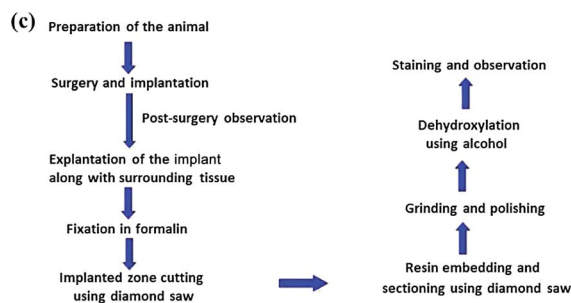 (c)
Preparation of the animal
Surgery and implantation
Post-surgery observation
Explantation of the implant
along with surrounding tissue
Fixation in formalin
Implanted zone cutting
using diamond saw
Resin embedding and
sectioning using diamond saw
Grinding and polishing
Dehydroxylation
using alcohol
Staining and observation